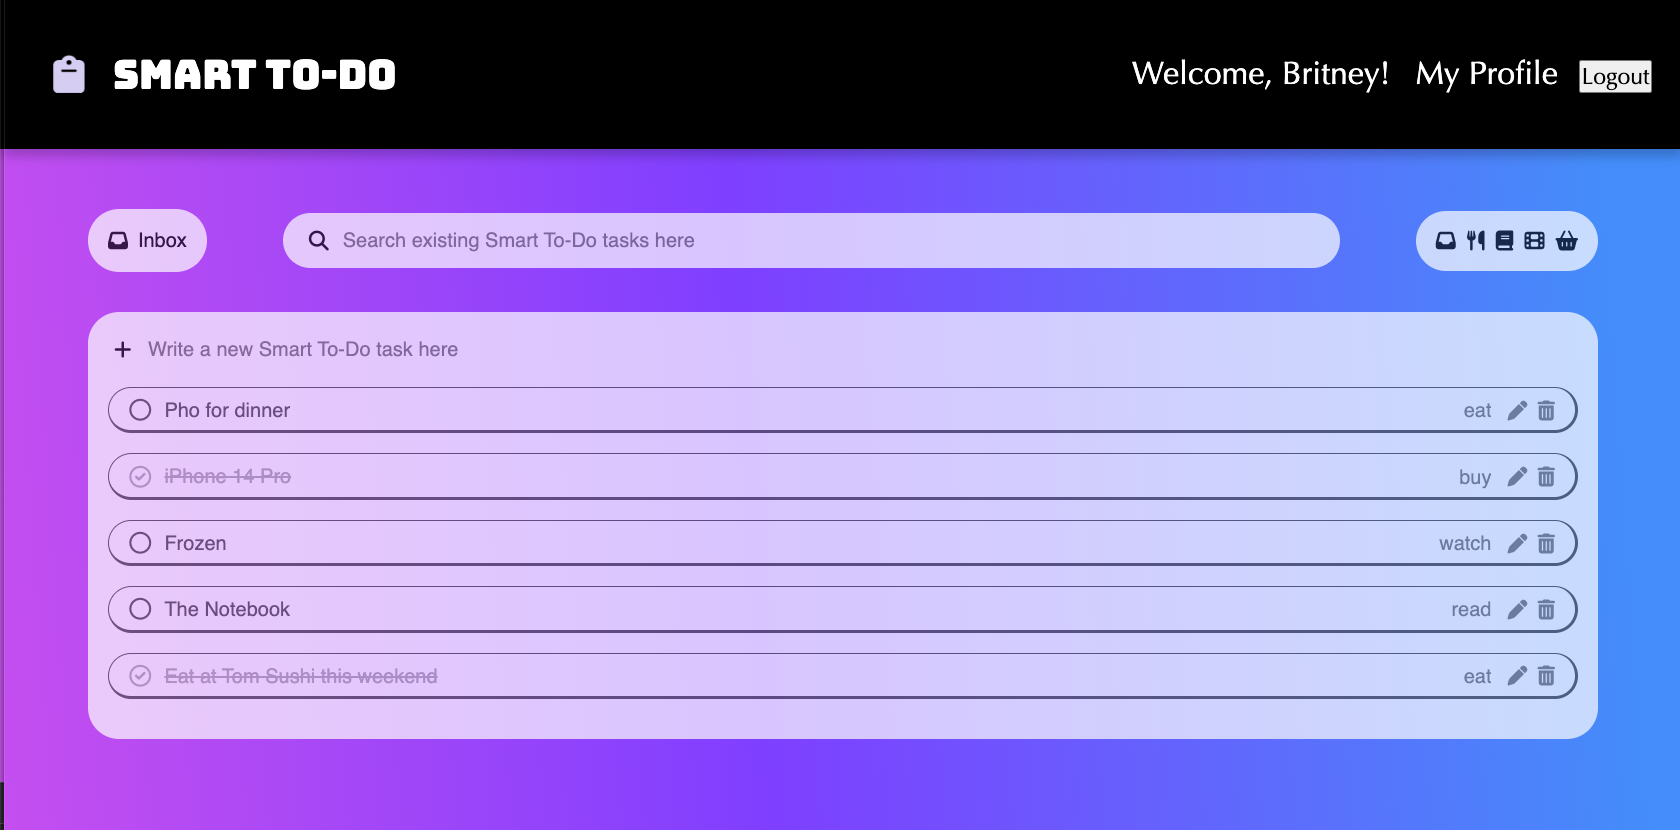 SMART TO-DO
Welcome, Britney! My Profile Logout
Inbox
Search existing Smart To-Do tasks here
Write a new Smart To-Do task here
Pho for dinner eat
iPhone 14 Pro buy
Frozen watch
The Notebook read
Eat at Tom Sushi this weekend eat